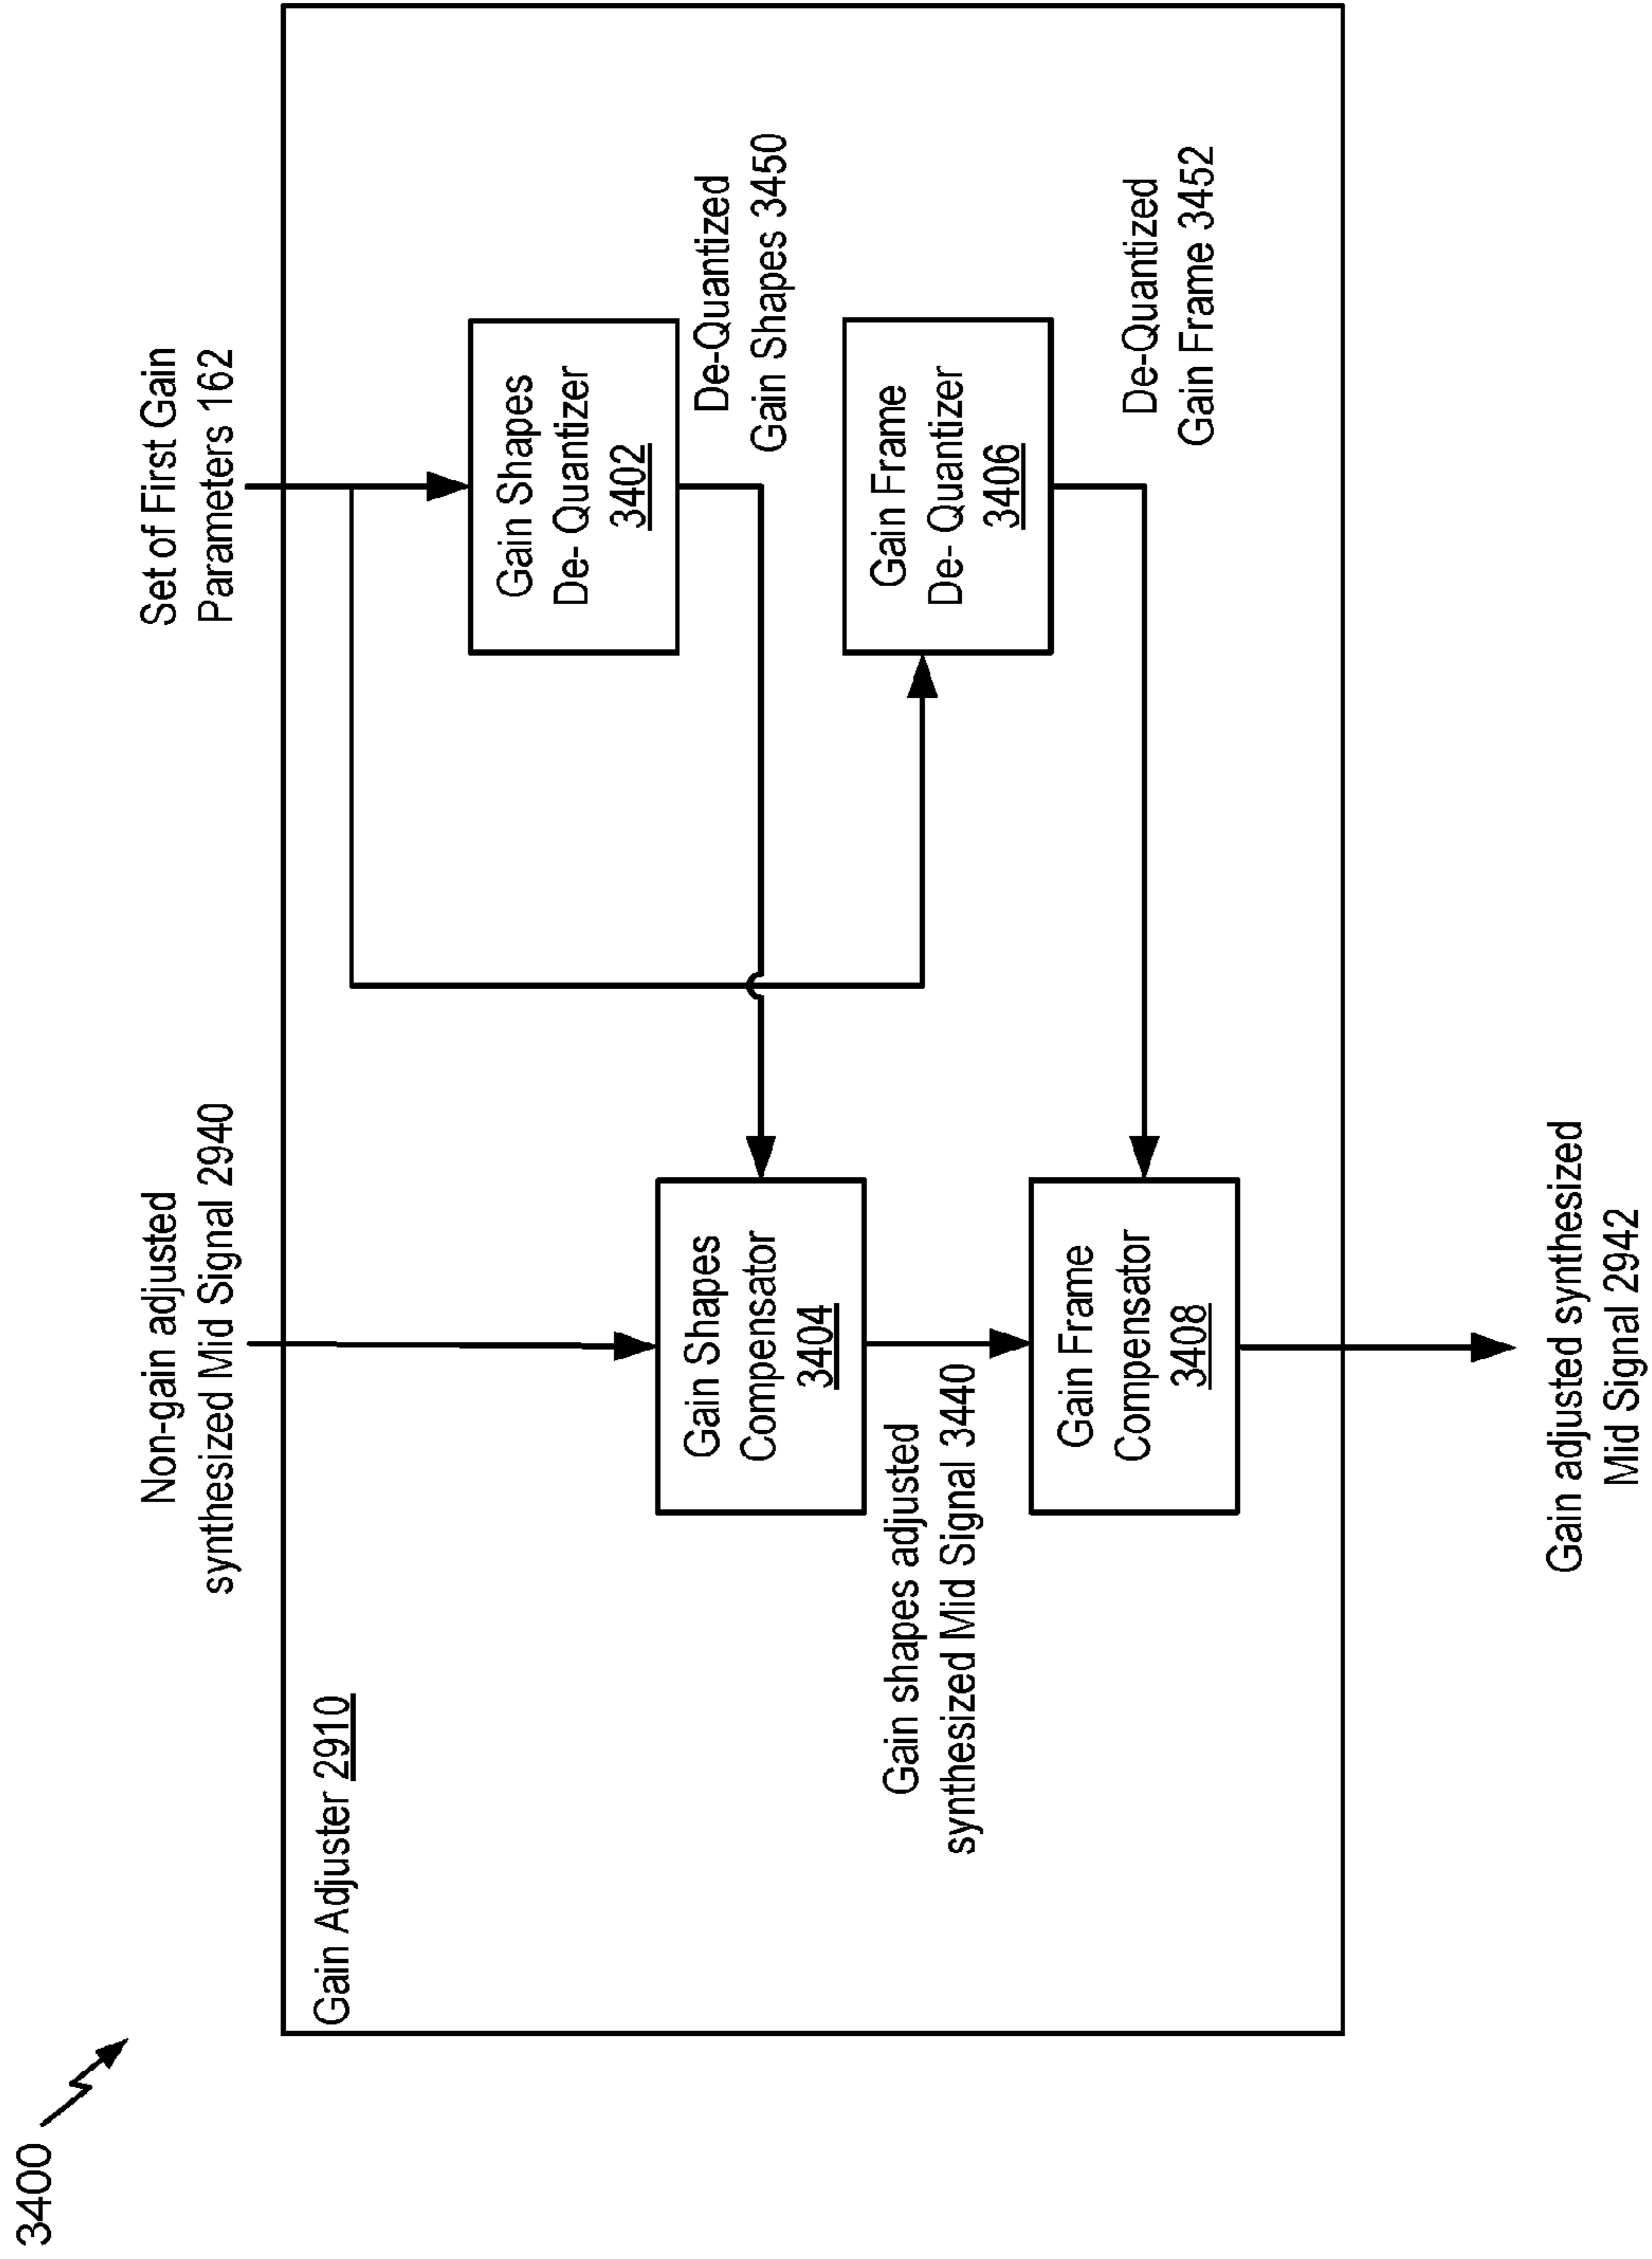 3400
Gain Adjuster 2910
Non-gain adjusted
synthesized Mid Signal 2940
Set of First Gain
Parameters 162
Gain Shapes
De- Quantizer
3402
De-Quantized
Gain Shapes 3450
Gain Shapes
Compensator
3404
Gain shapes adjusted
synthesized Mid Signal 3440
Gain Frame
De- Quantizer
3406
De-Quantized
Gain Frame 3452
Gain Frame
Compensator
3408
Gain adjusted synthesized
Mid Signal 2942